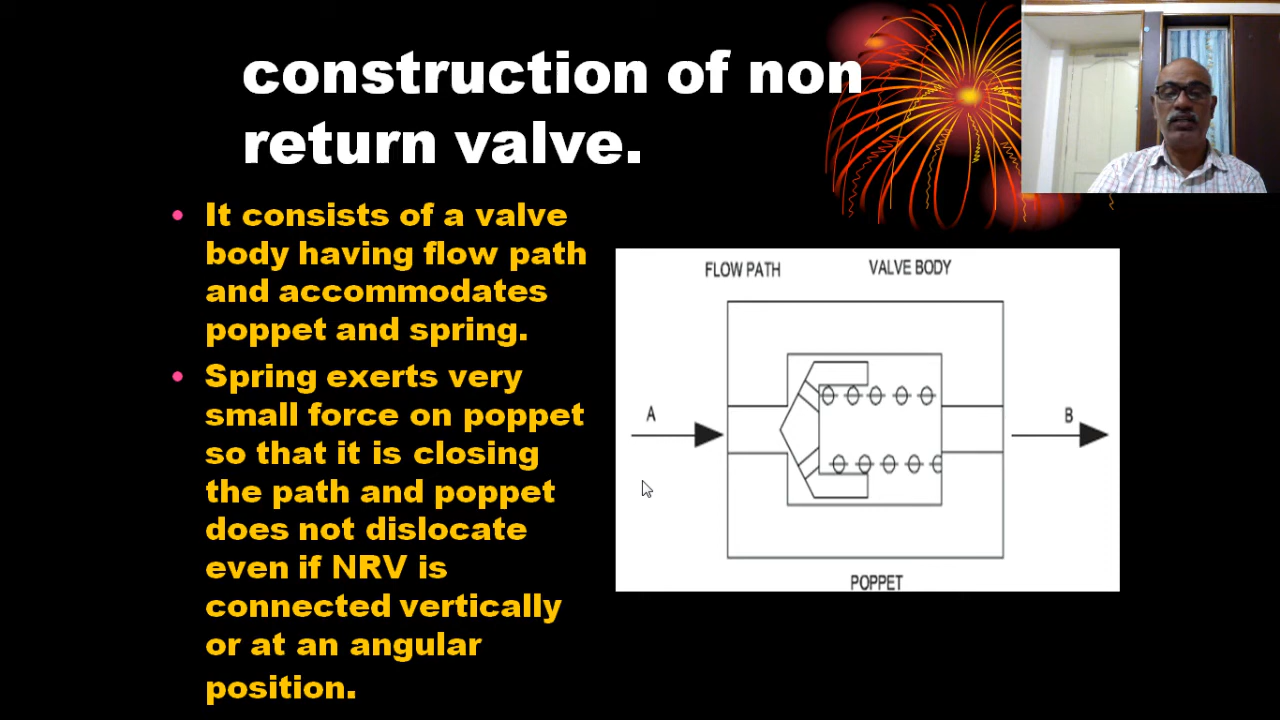 construction of non
return valve.
• It consists of a valve
body having flow path
and accommodates
poppet and spring.
• Spring exerts very
small force on poppet
so that it is closing
the path and poppet
does not dislocate
even if NRV is
connected vertically
or at an angular
position.
FLOW PATH
VALVE BODY
A
B
POPPET